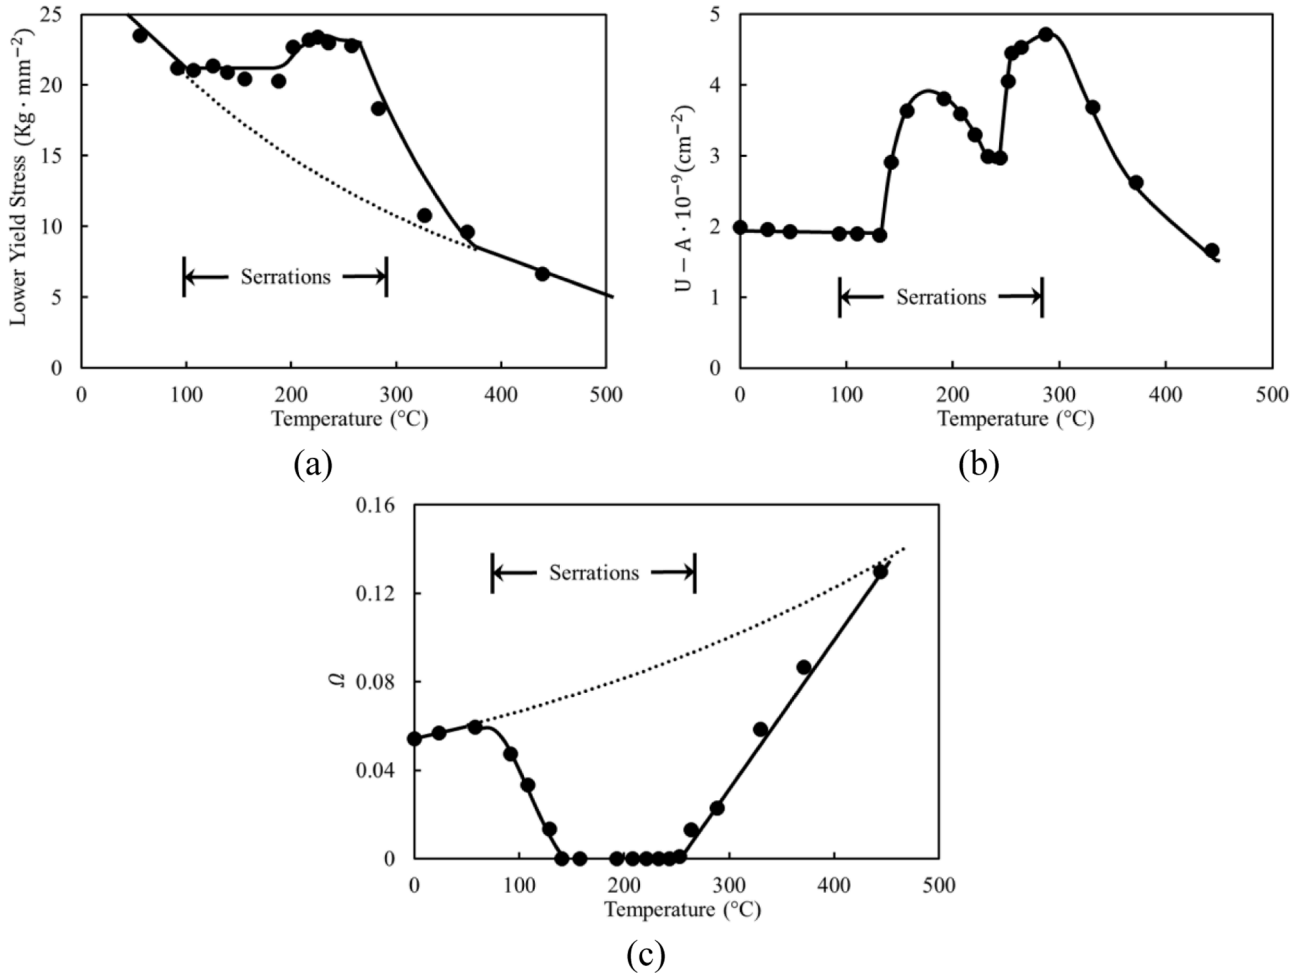 25
20
15
10
5
0
Lower Yield Stress (Kg · mm−2)
Serrations
0 100 200 300 400 500
Temperature (°C)
(a)
5
4
3
2
1
0
U − A · 10−9(cm−2)
Serrations
0 100 200 300 400 500
Temperature (°C)
(b)
0.16
0.12
0.08
0.04
0
Ω
Serrations
0 100 200 300 400 500
Temperature (°C)
(c)